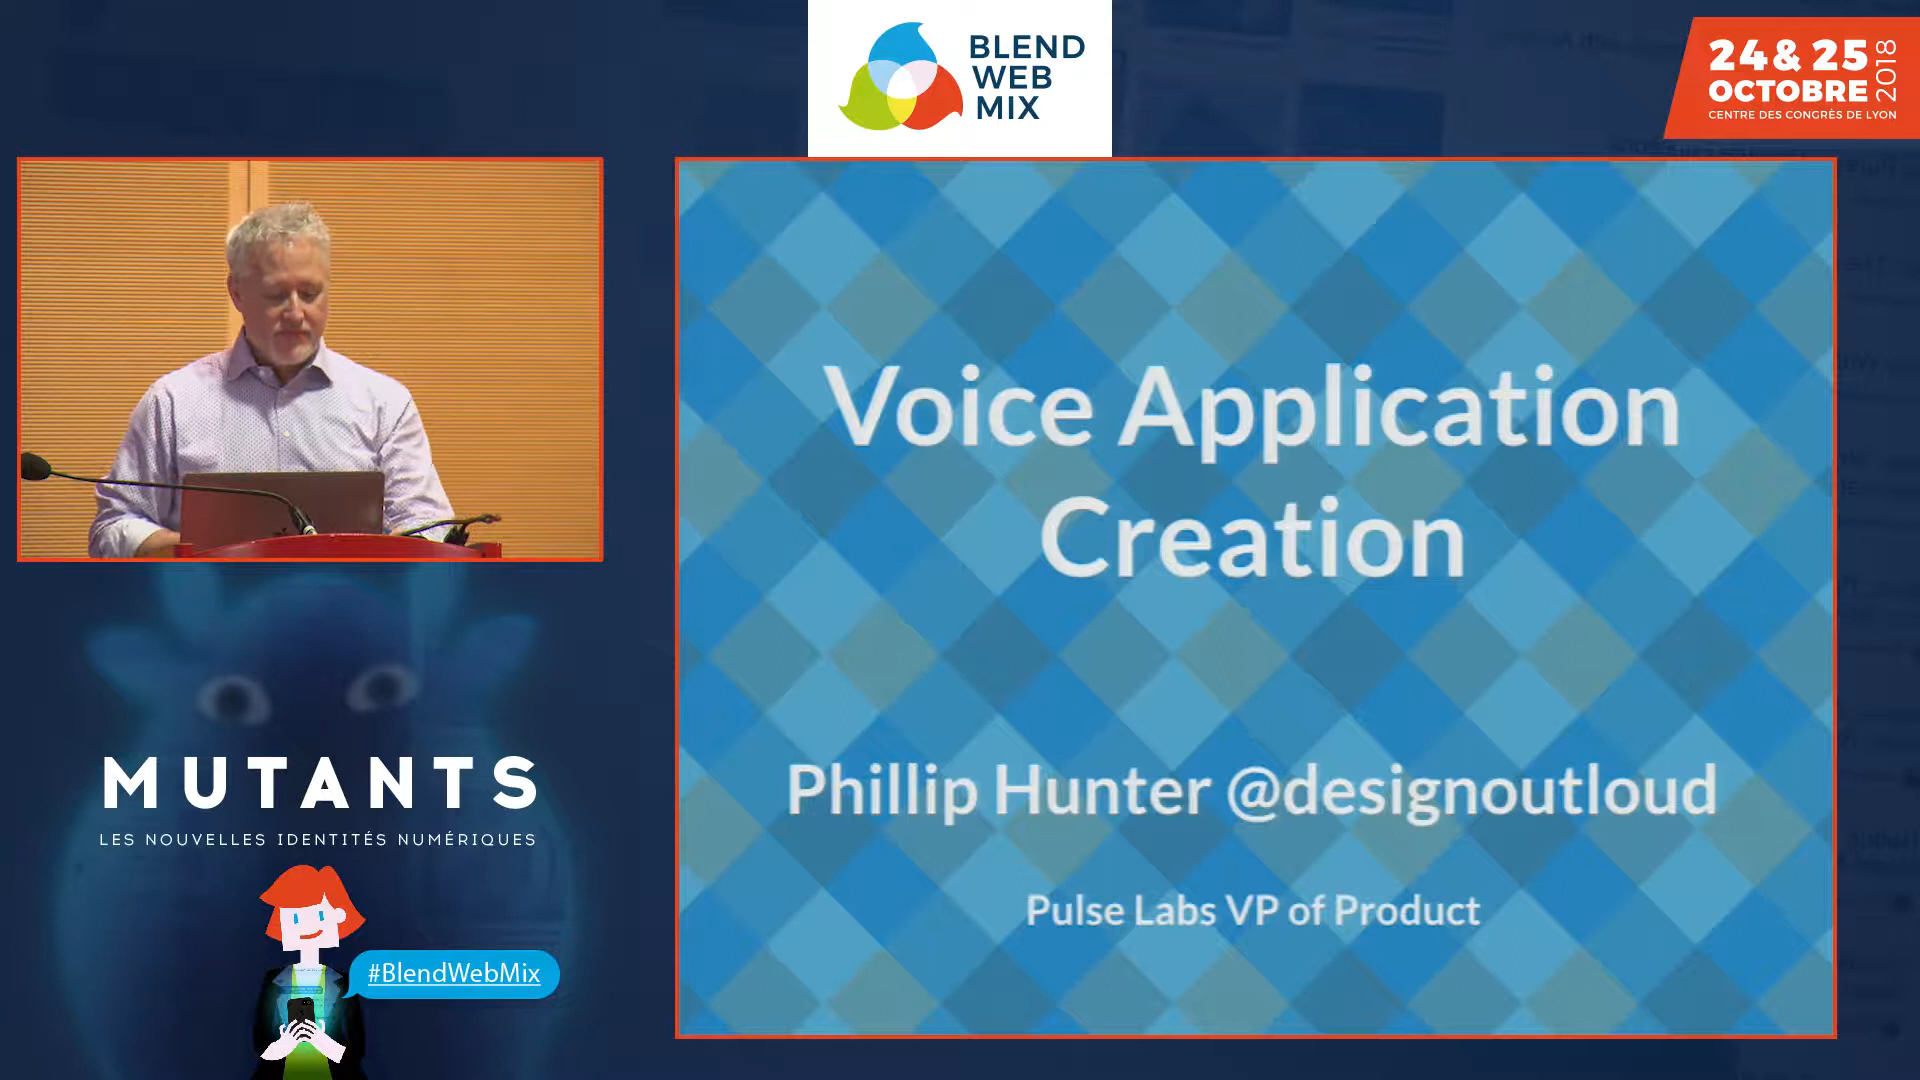 BLEND
WEB
MIX
24 & 25
OCTOBRE
2018
CENTRE DES CONGRÈS DE LYON
Voice Application
Creation
Phillip Hunter @designoutloud
Pulse Labs VP of Product
MUTANTS
LES NOUVELLES IDENTITÉS NUMÉRIQUES
#BlendWebMix